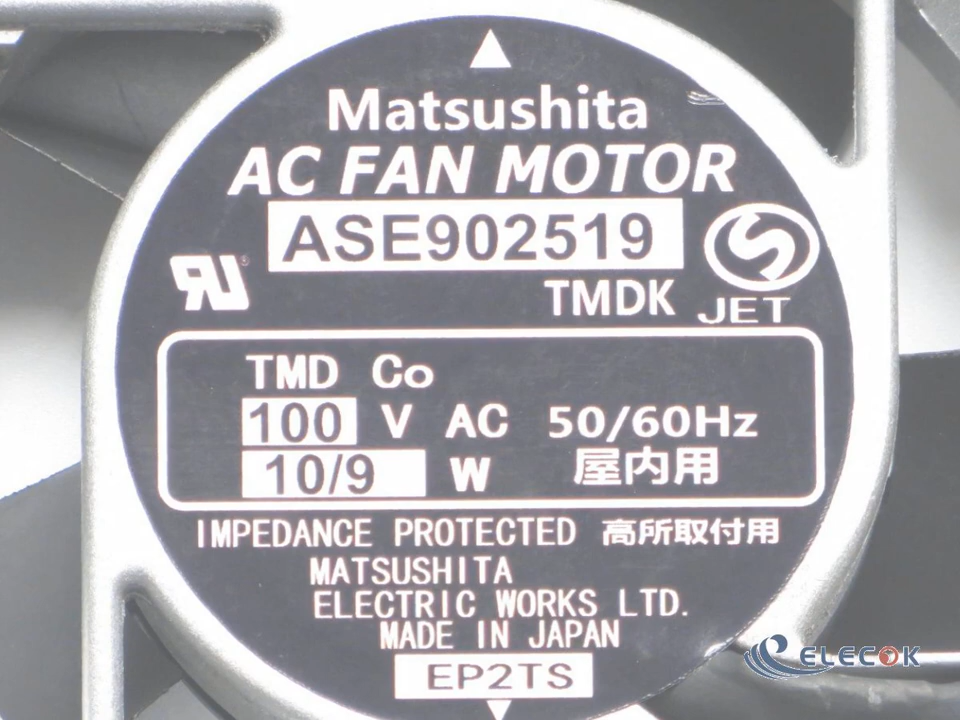 Matsushita
AC FAN MOTOR
ASE902519
TMDK
JET
TMD Co
100 V AC 50/60Hz
10/9 W 屋内用
IMPEDANCE PROTECTED 高所取付用
MATSUSHITA
ELECTRIC WORKS LTD.
MADE IN JAPAN
EP2TS
ELECOK